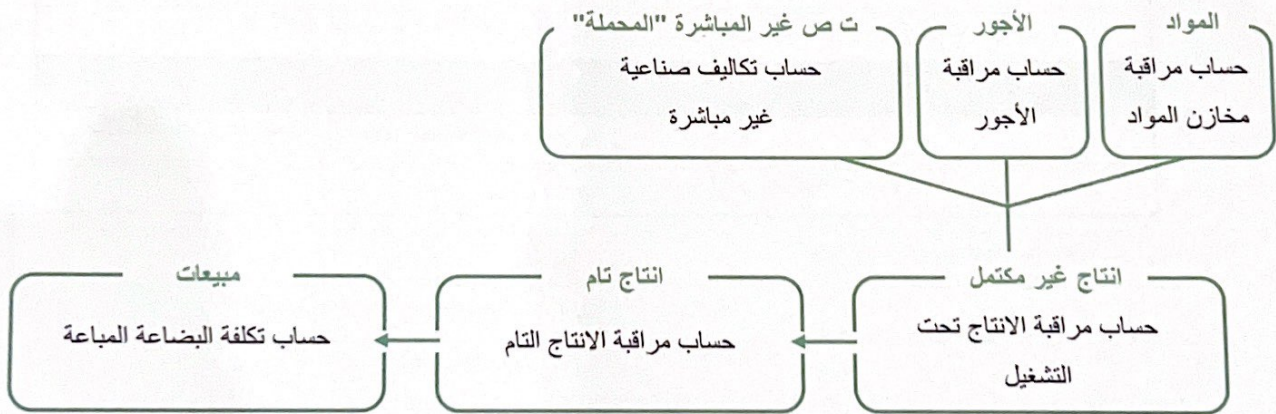 المواد
حساب مراقبة
مخازن المواد
الأجور
حساب مراقبة
الأجور
ت ص غير المباشرة "المحملة"
حساب تكاليف صناعية
غير مباشرة
انتاج غير مكتمل
حساب مراقبة الانتاج تحت
التشغيل
انتاج تام
حساب مراقبة الانتاج التام
مبيعات
حساب تكلفة البضاعة المباعة